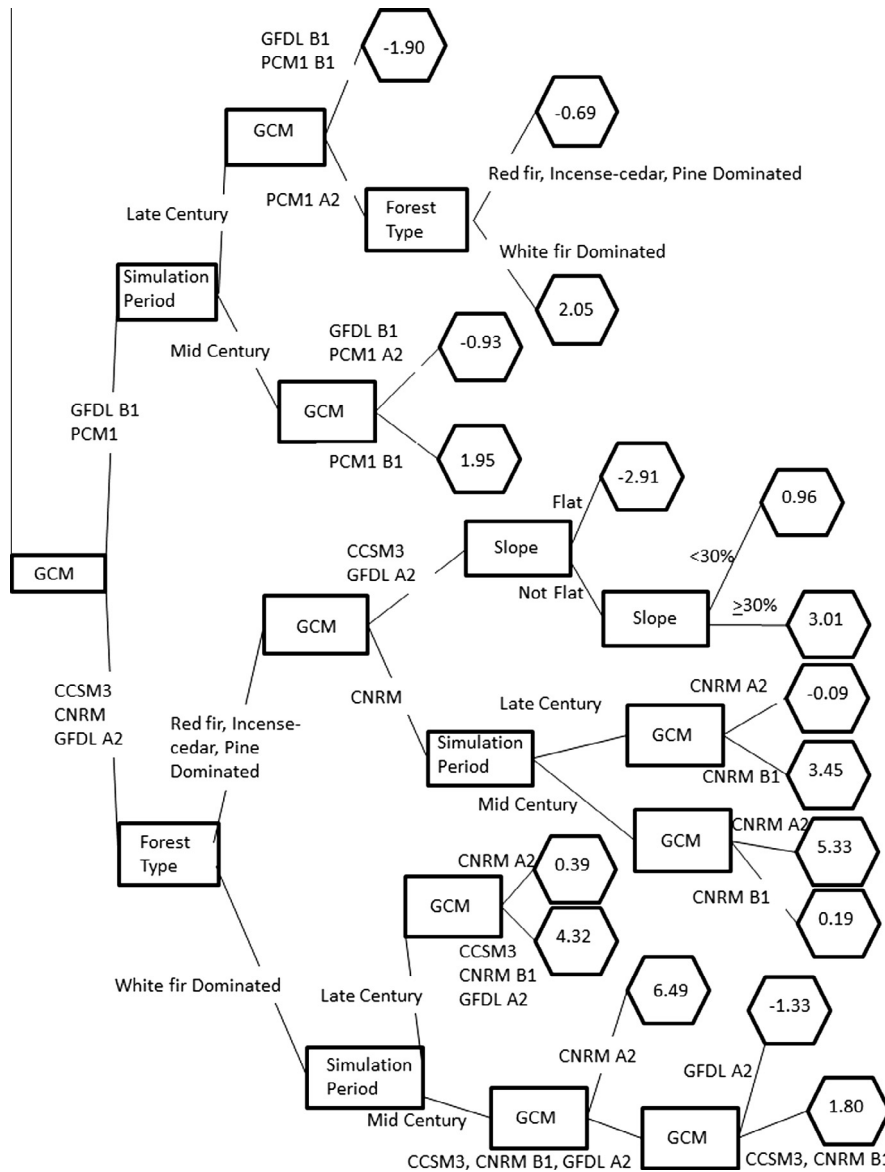 GFDL B1
PCM1 B1
-1.90
GCM
-0.69
Red fir, Incense-cedar, Pine Dominated
PCM1 A2
Forest
Type
Late Century
White fir Dominated
2.05
Simulation
Period
Mid Century
GFDL B1
PCM1 A2
-0.93
GCM
GFDL B1
PCM1
PCM1 B1
1.95
-2.91
Flat
0.96
CCSM3
GFDL A2
Slope
<30%
GCM
Not Flat
≥30%
GCM
Slope
3.01
CCSM3
CNRM
GFDL A2
CNRM
CNRM A2
-0.09
Late Century
Red fir, Incense-
cedar, Pine
Dominated
Simulation
Period
GCM
CNRM B1
3.45
Mid Century
CNRM A2
Forest
Type
GCM
5.33
CNRM A2
0.39
CNRM B1
0.19
GCM
CCSM3
CNRM B1
GFDL A2
4.32
White fir Dominated
Late Century
6.49
-1.33
CNRM A2
GFDL A2
Simulation
Period
Mid Century
GCM
GCM
1.80
CCSM3, CNRM B1, GFDL A2
CCSM3, CNRM B1